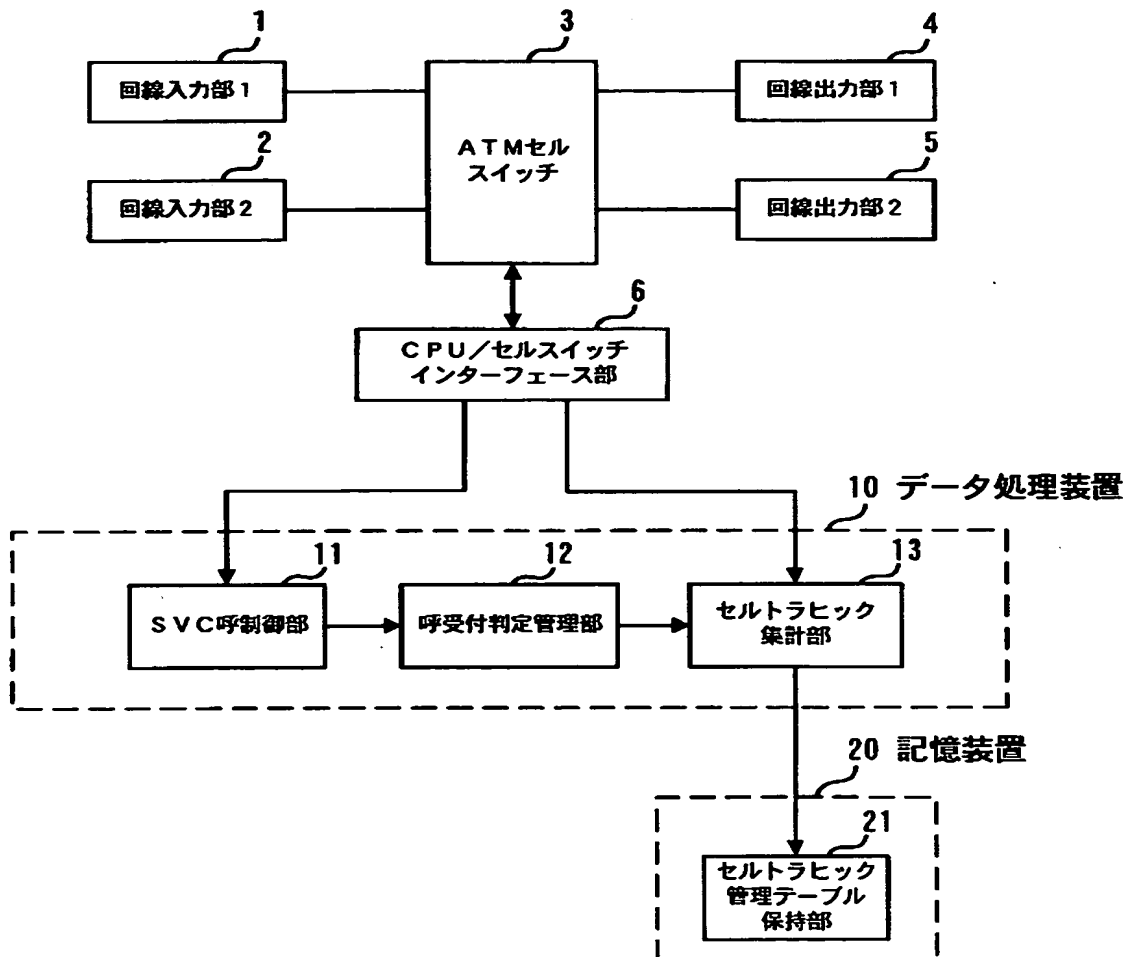 1
3
4
回線入力部1
ATMセル
スイッチ
回線出力部1
2
5
回線入力部2
回線出力部2
6
CPU/セルスイッチ
インターフェース部
10 データ処理装置
11
12
13
SVC呼制御部
呼受付判定管理部
セルトラヒック
集計部
20 記憶装置
21
セルトラヒック
管理テーブル
保持部